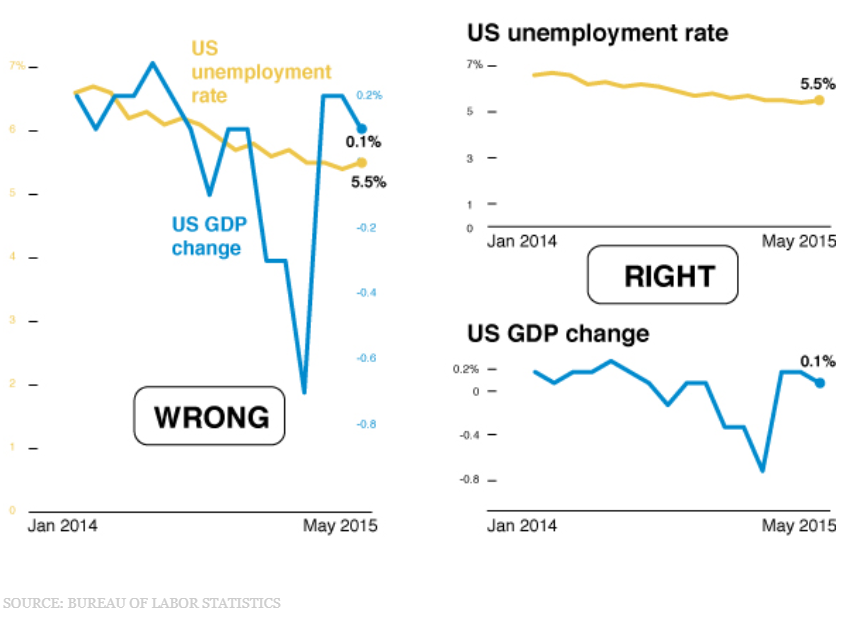 US
unemployment
rate
7%
6
5
4
3
2
1
0
0.2%
0.1%
5.5%
-0.2
-0.4
-0.6
-0.8
US GDP
change
WRONG
Jan 2014
May 2015
US unemployment rate
7%
5
3
1
0
5.5%
Jan 2014
May 2015
RIGHT
US GDP change
0.2%
0
-0.4
-0.8
0.1%
Jan 2014
May 2015
SOURCE: BUREAU OF LABOR STATISTICS